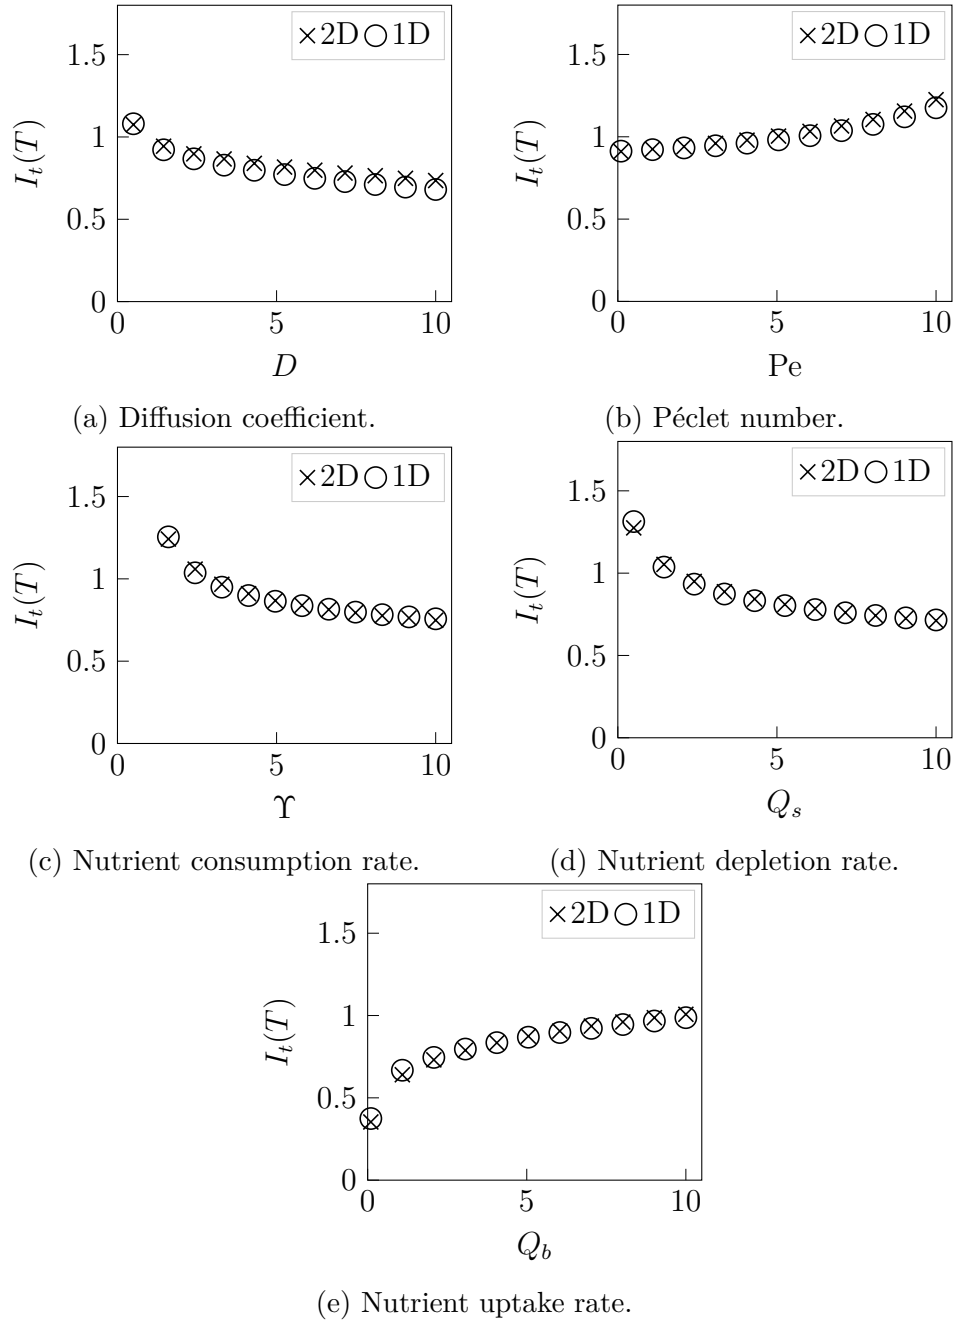 × 2D ○ 1D
1.5
1
0.5
0
I_t(T)
0 5 10
D
(a) Diffusion coefficient.
× 2D ○ 1D
1.5
1
0.5
0
I_t(T)
0 5 10
Pe
(b) Péclet number.
× 2D ○ 1D
1.5
1
0.5
0
I_t(T)
0 5 10
Υ
(c) Nutrient consumption rate.
× 2D ○ 1D
1.5
1
0.5
0
I_t(T)
0 5 10
Q_s
(d) Nutrient depletion rate.
× 2D ○ 1D
1.5
1
0.5
0
I_t(T)
0 5 10
Q_b
(e) Nutrient uptake rate.